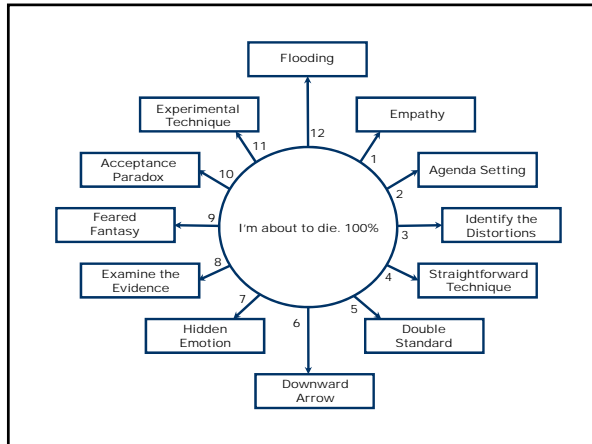 Flooding
12
Empathy
1
Agenda Setting
2
Identify the
Distortions
3
Straightforward
Technique
4
Double
Standard
5
Downward
Arrow
6
Hidden
Emotion
7
Examine the
Evidence
8
Feared
Fantasy
9
Acceptance
Paradox
10
Experimental
Technique
11
I'm about to die. 100%